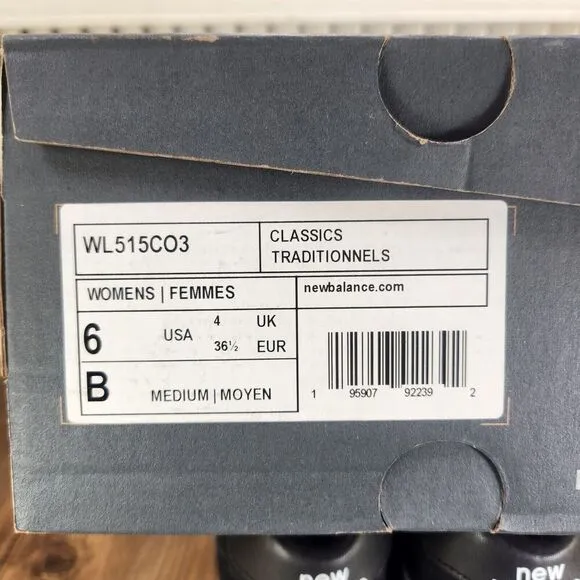 WL515CO3
CLASSICS
TRADITIONNELS
WOMENS | FEMMES
newbalance.com
6 USA 4 UK
36½ EUR
B MEDIUM | MOYEN
1 95907 92239 2
new new